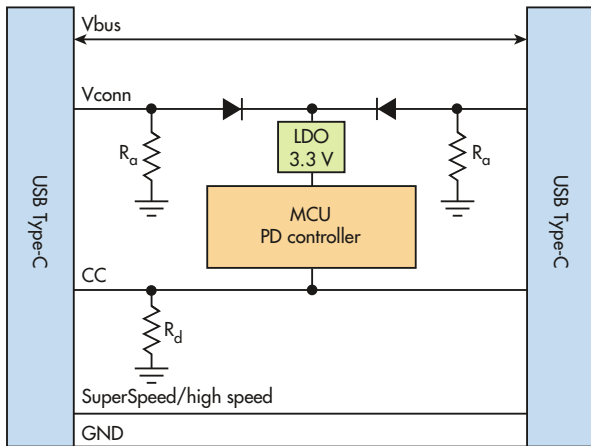 Vbus
Vconn
Ra
LDO
3.3 V
Ra
USB Type-C
MCU
PD controller
USB Type-C
CC
Rd
SuperSpeed/high speed
GND